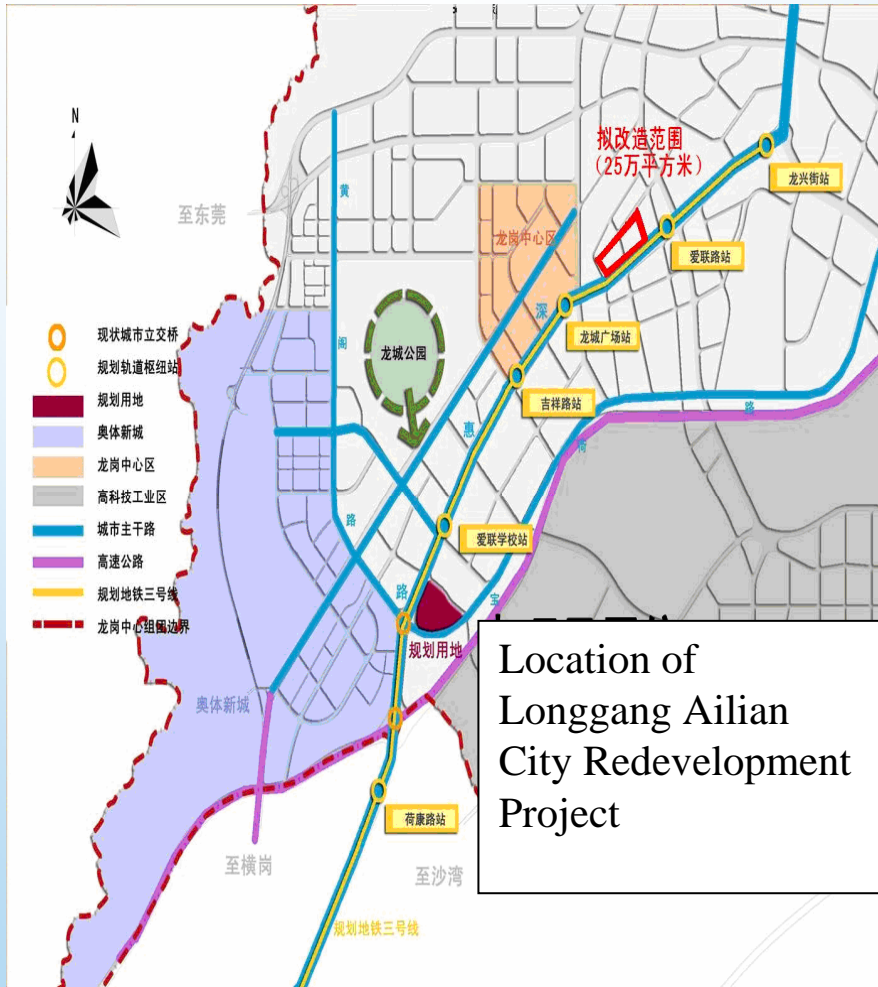 N
拟改造范围
（25万平方米）
龙兴街站
至东莞
黄
龙岗中心区
爱联路站
深
龙城广场站
阁
龙城公园
吉祥路站
惠
荷
路
现状城市立交桥
规划轨道枢纽站
规划用地
奥体新城
龙岗中心区
高科技工业区
城市主干路
高速公路
规划地铁三号线
龙岗中心组团边界
路
爱联学校站
路
宝
规划用地
奥体新城
荷康路站
至横岗
至沙湾
规划地铁三号线
Location of
Longgang Ailian
City Redevelopment
Project